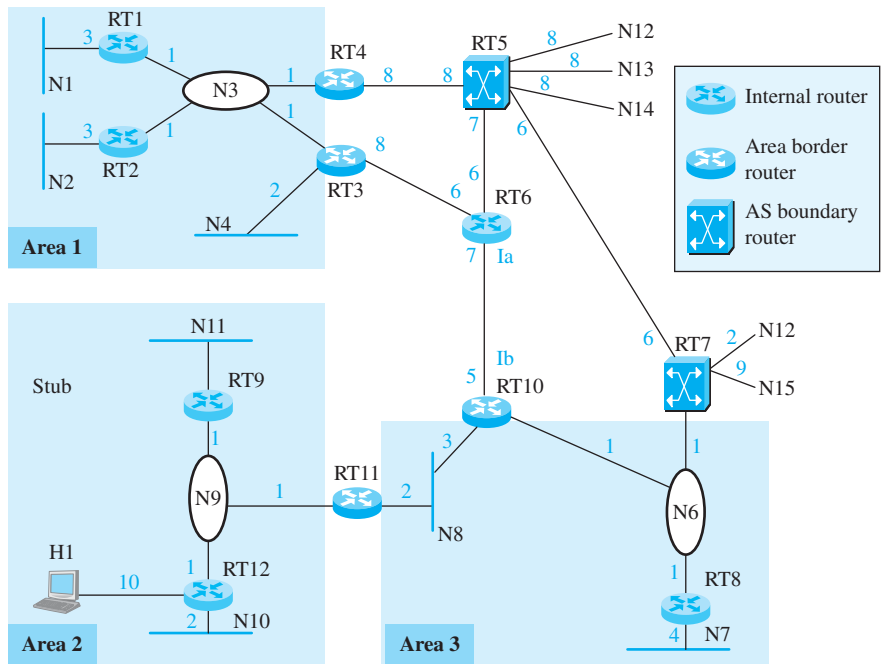 RT1
3
1
N1
N3
RT4
1
8
8
RT5
8
N12
8
N13
8
N14
7
6
3
1
RT2
N2
1
8
RT3
2
N4
6
6
RT6
7
Ia
Area 1
Internal router
Area border
router
AS boundary
router
N11
Stub
RT9
1
N9
1
RT11
2
Ib
5
RT10
3
1
N8
6
RT7
2
N12
9
N15
1
N6
H1
10
1
RT12
2
N10
Area 2
Area 3
1
RT8
4
N7